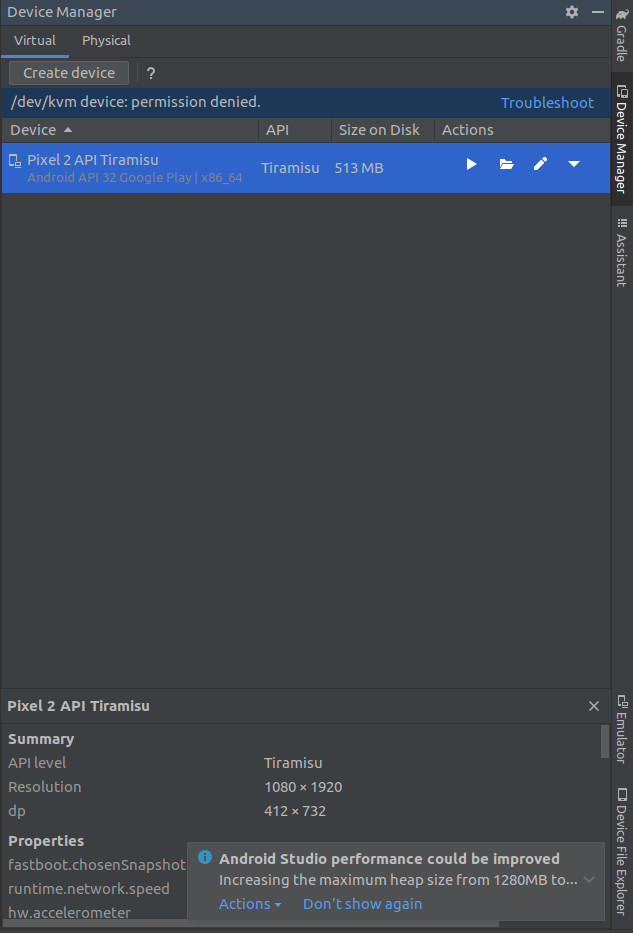 Device Manager
Virtual Physical
Create device ?
/dev/kvm device: permission denied. Troubleshoot
Device API Size on Disk Actions
Pixel 2 API Tiramisu
Android API 32 Google Play | x86_64
Tiramisu 513 MB
Pixel 2 API Tiramisu
Summary
API level Tiramisu
Resolution 1080 × 1920
dp 412 × 732
Properties
fastboot.chosenSnapshot
runtime.network.speed
hw.accelerometer
Android Studio performance could be improved
Increasing the maximum heap size from 1280MB to...
Actions Don't show again
Gradle
Device Manager
Assistant
Emulator
Device File Explorer